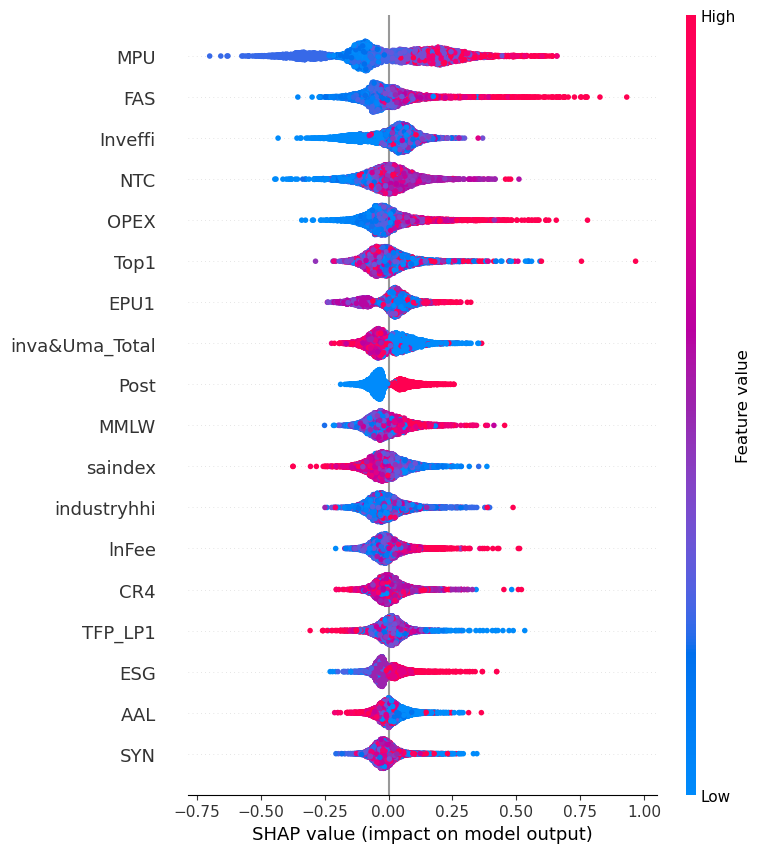 High
MPU
FAS
Inveffi
NTC
OPEX
Top1
EPU1
inva&Uma_Total
Post
MMLW
saindex
industryhhi
lnFee
CR4
TFP_LP1
ESG
AAL
SYN
Feature value
Low
−0.75 −0.50 −0.25 0.00 0.25 0.50 0.75 1.00
SHAP value (impact on model output)